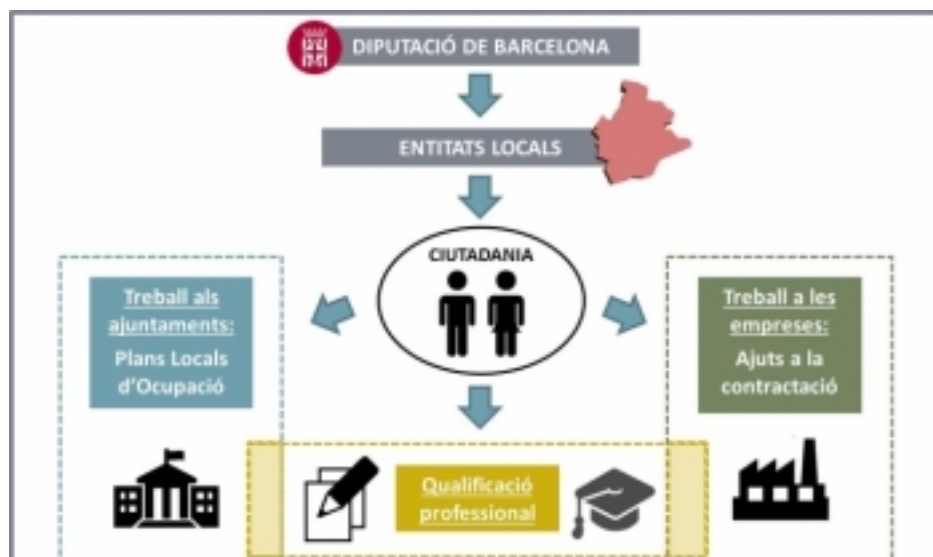 DIPUTACIÓ DE BARCELONA
ENTITATS LOCALS
CIUTADANIA
Treball als
ajuntaments:
Plans Locals
d'Ocupació
Treball a les
empreses:
Ajuts a la
contractació
Qualificació
professional